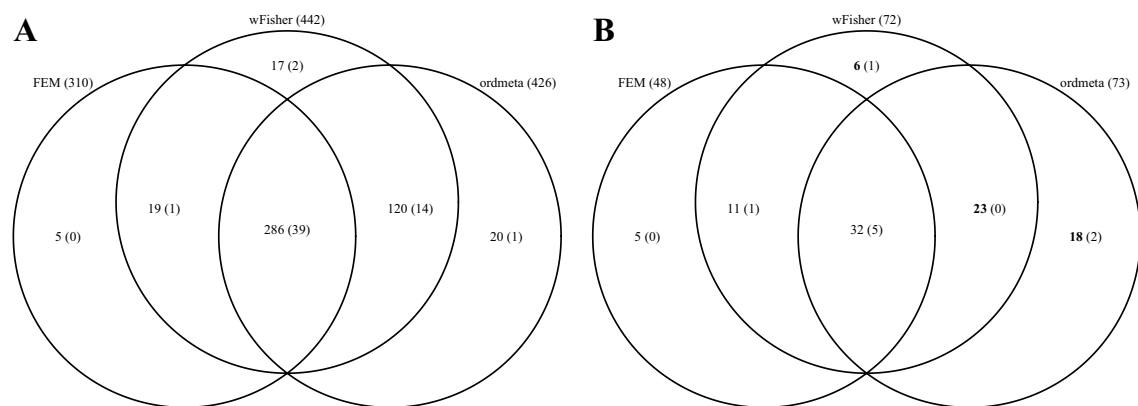 A
wFisher (442)
FEM (310)
ordmeta (426)
17 (2)
19 (1)
120 (14)
5 (0)
286 (39)
20 (1)
B
wFisher (72)
FEM (48)
ordmeta (73)
6 (1)
11 (1)
23 (0)
5 (0)
32 (5)
18 (2)